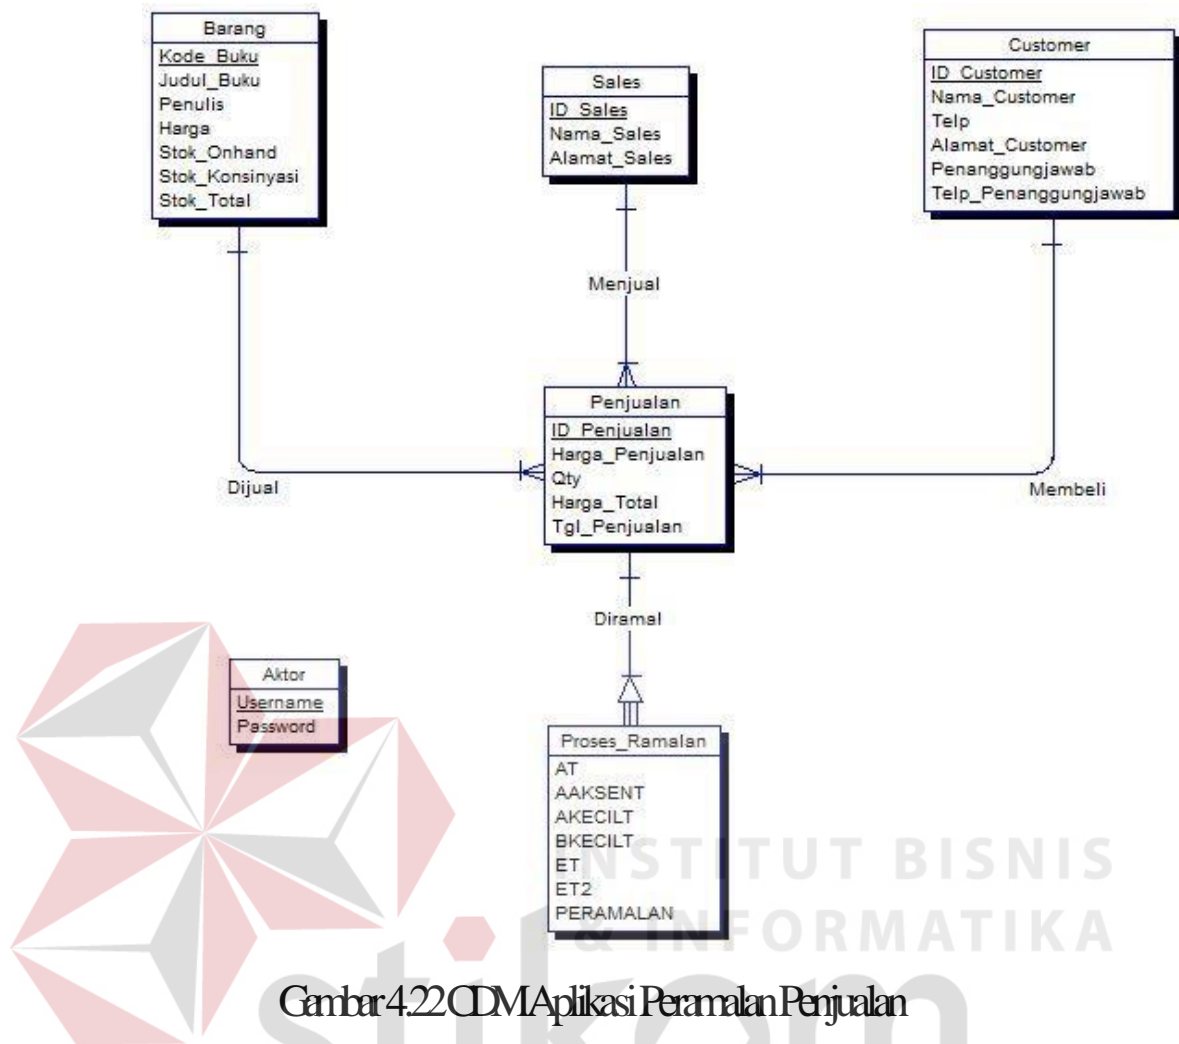 Barang
Kode_Buku
Judul_Buku
Penulis
Harga
Stok_Onhand
Stok_Konsinyasi
Stok_Total
Sales
ID_Sales
Nama_Sales
Alamat_Sales
Customer
ID_Customer
Nama_Customer
Telp
Alamat_Customer
Penanggungjawab
Telp_Penanggungjawab
Menjual
Dijual
Membeli
Penjualan
ID_Penjualan
Harga_Penjualan
Qty
Harga_Total
Tgl_Penjualan
Diramal
Aktor
Username
Password
Proses_Ramalan
AT
AAKSENT
AKECILT
BKECILT
ET
ET2
PERAMALAN
INSTITUT BISNIS
& INFORMATIKA
stikom
Gambar 4.22 CDM Aplikasi Peramalan Penjualan